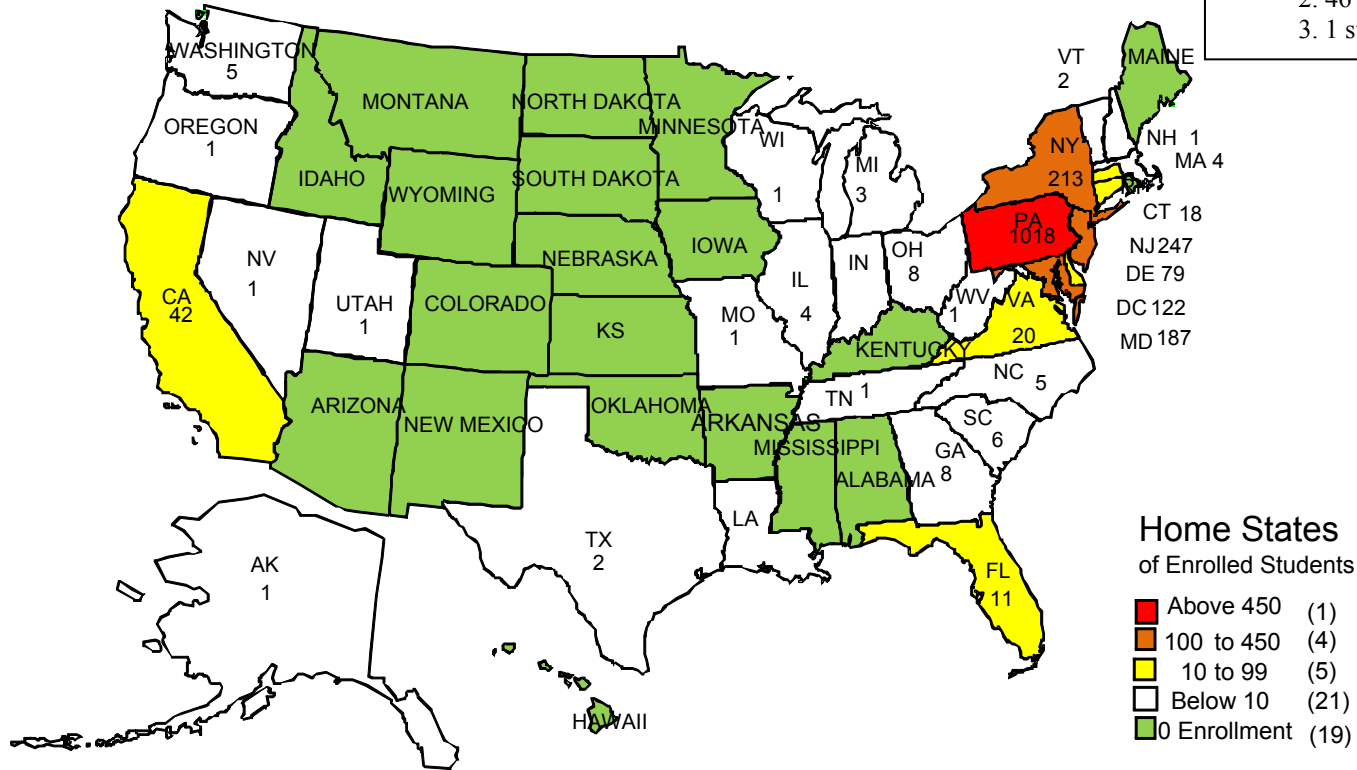 2. 46
3. 1 s
WASHINGTON
5
OREGON
1
IDAHO
MONTANA
WYOMING
NORTH DAKOTA
SOUTH DAKOTA
MINNESOTA
NEBRASKA
IOWA
WI
1
MI
3
VT
2
MAINE
NH 1
MA 4
NY
213
CT 18
NJ 247
DE 79
DC 122
MD 187
PA
1018
OH
8
IN
IL
4
WV
1
VA
20
NV
1
UTAH
1
CA
42
COLORADO
KS
MO
1
KENTUCKY
TN 1
NC 5
SC
6
GA
8
ARIZONA
NEW MEXICO
OKLAHOMA
ARKANSAS
MISSISSIPPI
ALABAMA
LA
TX
2
FL
11
AK
1
HAWAII
Home States
of Enrolled Students
Above 450 (1)
100 to 450 (4)
10 to 99 (5)
Below 10 (21)
0 Enrollment (19)